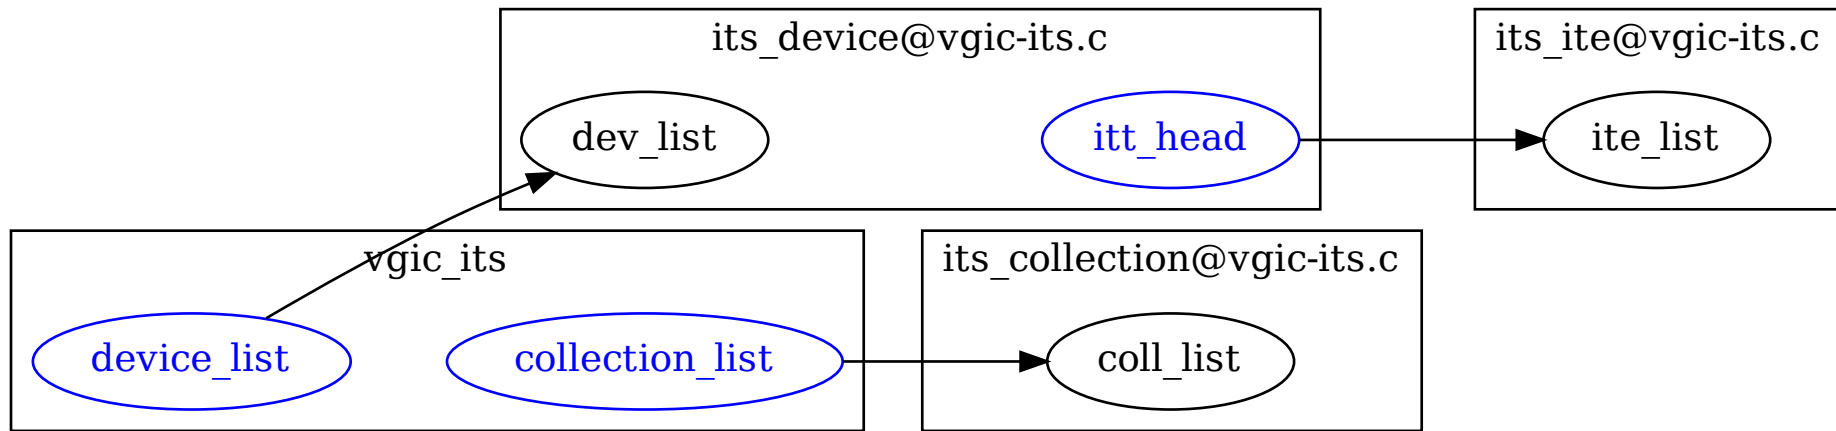 its_device@vgic-its.c
dev_list
itt_head
its_ite@vgic-its.c
ite_list
vgic_its
device_list
collection_list
its_collection@vgic-its.c
coll_list